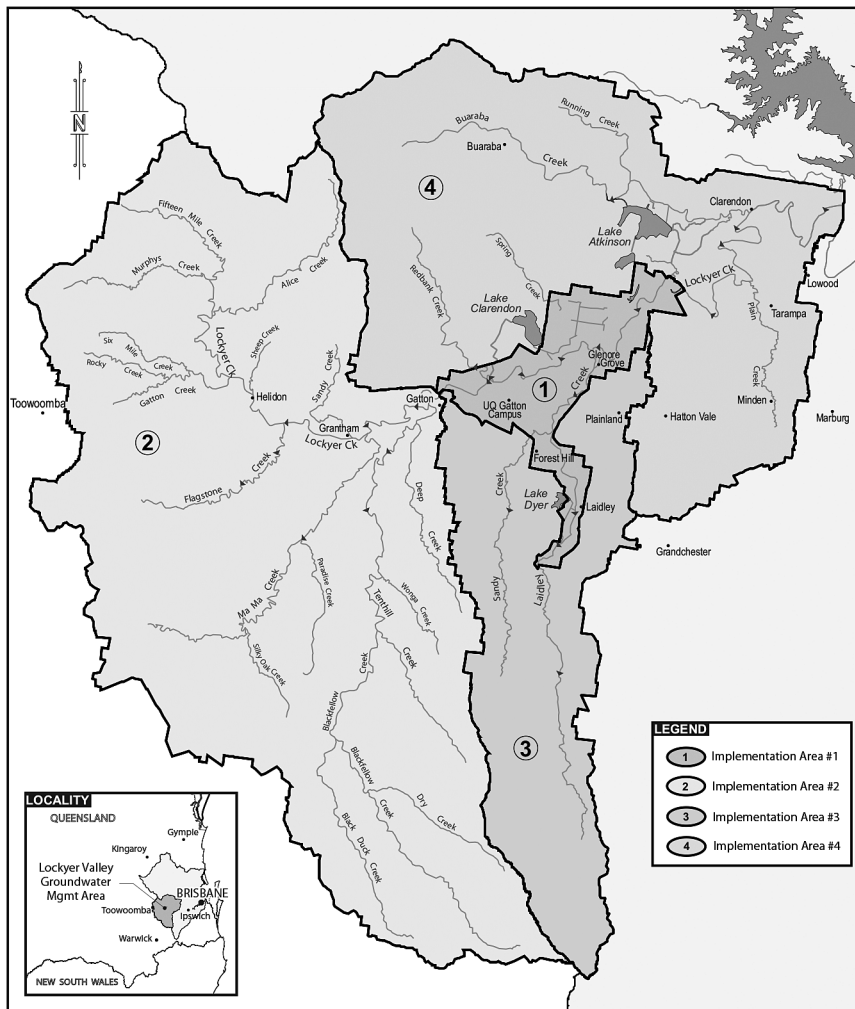 N
Running Creek
Buaraba Creek
Buaraba
4
Clarendon
Lake
Atkinson
Fifteen Mile Creek
Spring Creek
Redbank Creek
Murphys Creek
Alice Creek
Lockyer Ck
Lowood
Lake
Clarendon
Plain Creek
Tarampa
Lockyer Ck
Sheep Creek
Six Mile Creek
Rocky Creek
Gatton Creek
Sandy Creek
Glenore
Grove
Creek
1
Toowoomba
Helidon
Gatton
UQ Gatton
Campus
Plainland
Hatton Vale
Minden
Marburg
2
Grantham
Lockyer Ck
Forest Hill
Flagstone Creek
Deep Creek
Sandy Creek
Lake
Dyer
Laidley
Grandchester
Ma Ma Creek
Paradise Creek
Tenthill Creek
Wonga Creek
Laidley
Silky Oak Creek
Blackfellow Creek
3
Blackfellow Creek
Dry Creek
Black Duck Creek
LEGEND
1 Implementation Area #1
2 Implementation Area #2
3 Implementation Area #3
4 Implementation Area #4
LOCALITY
QUEENSLAND
Gympie
Kingaroy
Lockyer Valley
Groundwater
Mgmt Area
BRISBANE
Toowoomba
Ipswich
Warwick
NEW SOUTH WALES